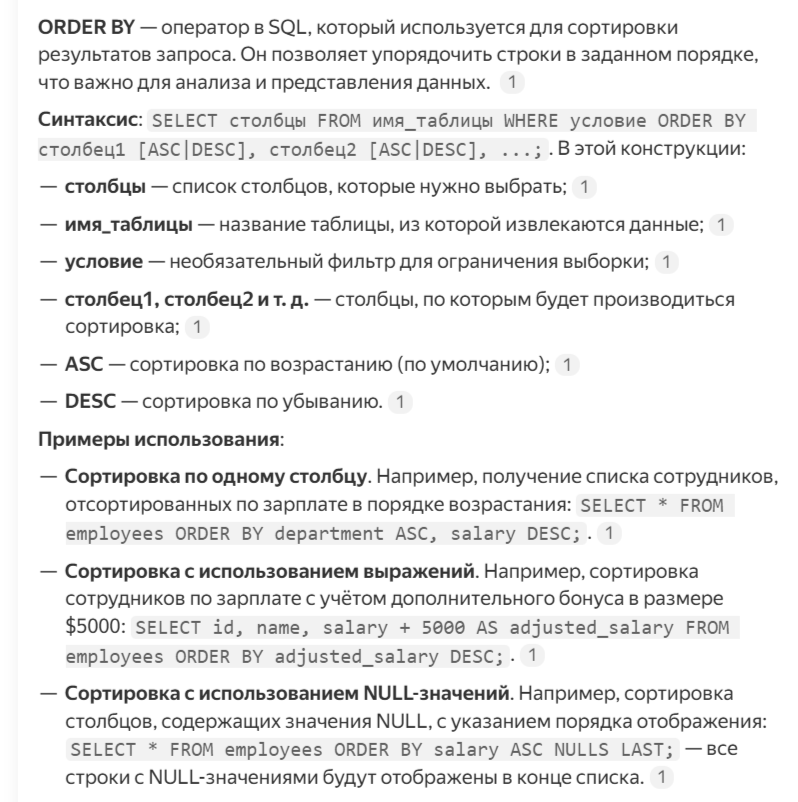 ORDER BY — оператор в SQL, который используется для сортировки
результатов запроса. Он позволяет упорядочить строки в заданном порядке,
что важно для анализа и представления данных. 1
Синтаксис: SELECT столбцы FROM имя_таблицы WHERE условие ORDER BY
столбец1 [ASC|DESC], столбец2 [ASC|DESC], ...; . В этой конструкции:
— столбцы — список столбцов, которые нужно выбрать; 1
— имя_таблицы — название таблицы, из которой извлекаются данные; 1
— условие — необязательный фильтр для ограничения выборки; 1
— столбец1, столбец2 и т. д. — столбцы, по которым будет производиться
сортировка; 1
— ASC — сортировка по возрастанию (по умолчанию); 1
— DESC — сортировка по убыванию. 1
Примеры использования:
— Сортировка по одному столбцу. Например, получение списка сотрудников,
отсортированных по зарплате в порядке возрастания: SELECT * FROM
employees ORDER BY department ASC, salary DESC; . 1
— Сортировка с использованием выражений. Например, сортировка
сотрудников по зарплате с учётом дополнительного бонуса в размере
$5000: SELECT id, name, salary + 5000 AS adjusted_salary FROM
employees ORDER BY adjusted_salary DESC; . 1
— Сортировка с использованием NULL-значений. Например, сортировка
столбцов, содержащих значения NULL, с указанием порядка отображения:
SELECT * FROM employees ORDER BY salary ASC NULLS LAST; — все
строки с NULL-значениями будут отображены в конце списка. 1